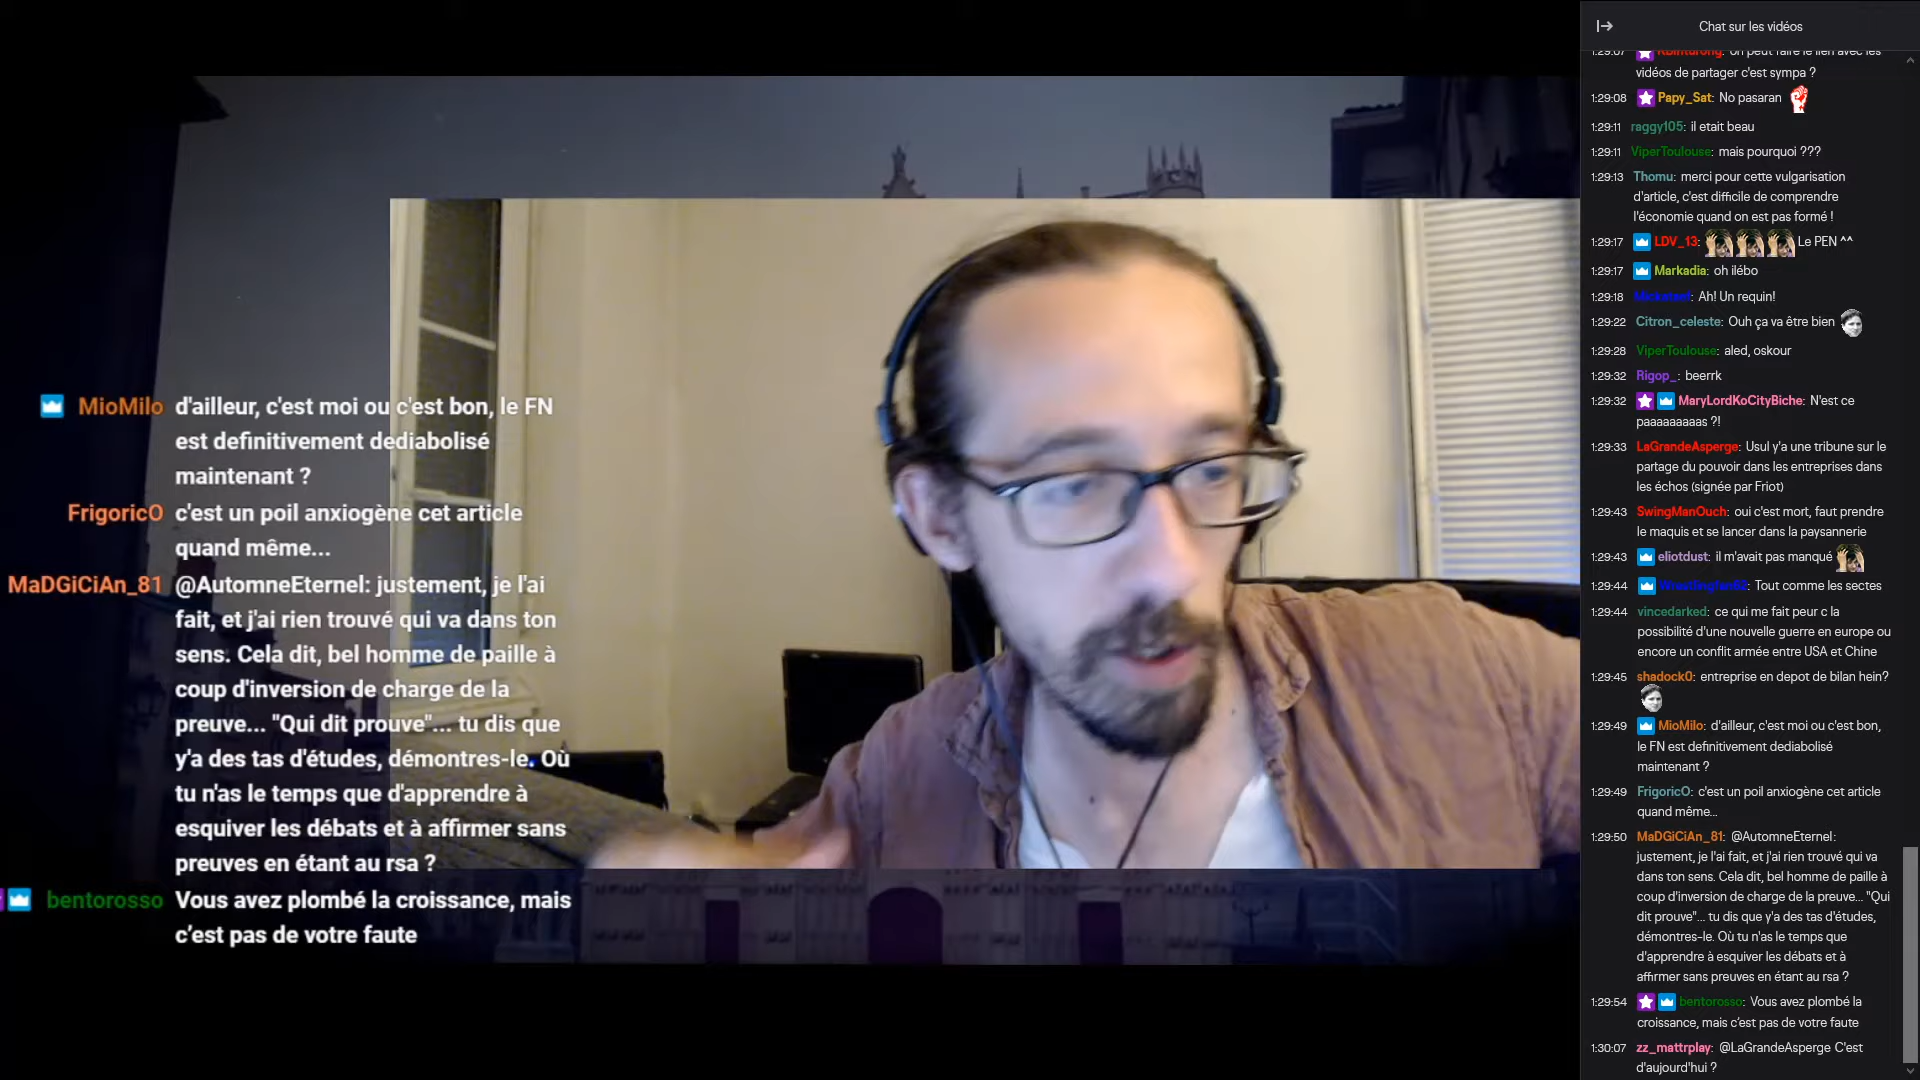 MioMilo d'ailleur, c'est moi ou c'est bon, le FN
est definitivement dediabolisé
maintenant ?
FrigoricO c'est un poil anxiogène cet article
quand même...
MaDGiCiAn_81 @AutomneEternel: justement, je l'ai
fait, et j'ai rien trouvé qui va dans ton
sens. Cela dit, bel homme de paille à
coup d'inversion de charge de la
preuve... "Qui dit prouve"... tu dis que
y'a des tas d'études, démontres-le. Où
tu n'as le temps que d'apprendre à
esquiver les débats et à affirmer sans
preuves en étant au rsa ?
bentorosso Vous avez plombé la croissance, mais
c'est pas de votre faute
Chat sur les vidéos
1:29:07 Kbinturong: on peut faire le lien avec les
vidéos de partager c'est sympa ?
1:29:08 Papy_Sat: No pasaran
1:29:11 raggy105: il etait beau
1:29:11 ViperToulouse: mais pourquoi ???
1:29:13 Thomu: merci pour cette vulgarisation
d'article, c'est difficile de comprendre
l'économie quand on est pas formé !
1:29:17 LDV_13: Le PEN ^^
1:29:17 Markadia: oh ilébo
1:29:18 : Ah! Un requin!
1:29:22 Citron_celeste: Ouh ça va être bien
1:29:28 ViperToulouse: aled, oskour
1:29:32 Rigop_: beerrk
1:29:32 MaryLordKoCityBiche: N'est ce
paaaaaaaaas ?!
1:29:33 LaGrandeAsperge: Usul y'a une tribune sur le
partage du pouvoir dans les entreprises dans
les échos (signée par Friot)
1:29:43 SwingManOuch: oui c'est mort, faut prendre
le maquis et se lancer dans la paysannerie
1:29:43 eliotdust: il m'avait pas manqué
1:29:44 : Tout comme les sectes
1:29:44 vincedarked: ce qui me fait peur c la
possibilité d'une nouvelle guerre en europe ou
encore un conflit armée entre USA et Chine
1:29:45 shadock0: entreprise en depot de bilan hein?
1:29:49 MioMilo: d'ailleur, c'est moi ou c'est bon,
le FN est definitivement dediabolisé
maintenant ?
1:29:49 FrigoricO: c'est un poil anxiogène cet article
quand même...
1:29:50 MaDGiCiAn_81: @AutomneEternel:
justement, je l'ai fait, et j'ai rien trouvé qui va
dans ton sens. Cela dit, bel homme de paille à
coup d'inversion de charge de la preuve... "Qui
dit prouve"... tu dis que y'a des tas d'études,
démontres-le. Où tu n'as le temps que
d'apprendre à esquiver les débats et à
affirmer sans preuves en étant au rsa ?
1:29:54 bentorosso: Vous avez plombé la
croissance, mais c'est pas de votre faute
1:30:07 zz_mattrplay: @LaGrandeAsperge C'est
d'aujourd'hui ?